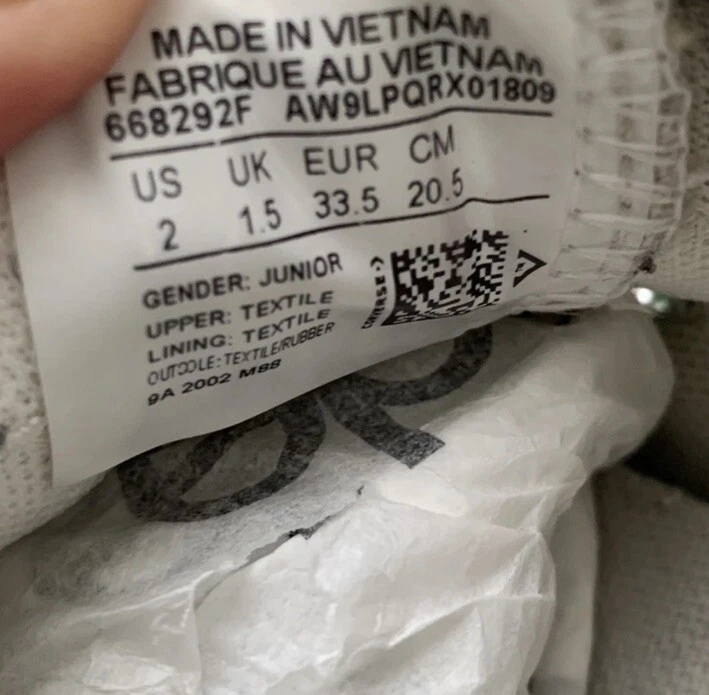 MADE IN VIETNAM
FABRIQUE AU VIETNAM
668292F AW9LPQRX01809
US UK EUR CM
2 1.5 33.5 20.5
GENDER: JUNIOR
UPPER: TEXTILE
LINING: TEXTILE
OUTSOLE: TEXTILE/RUBBER
9A 2002 M88